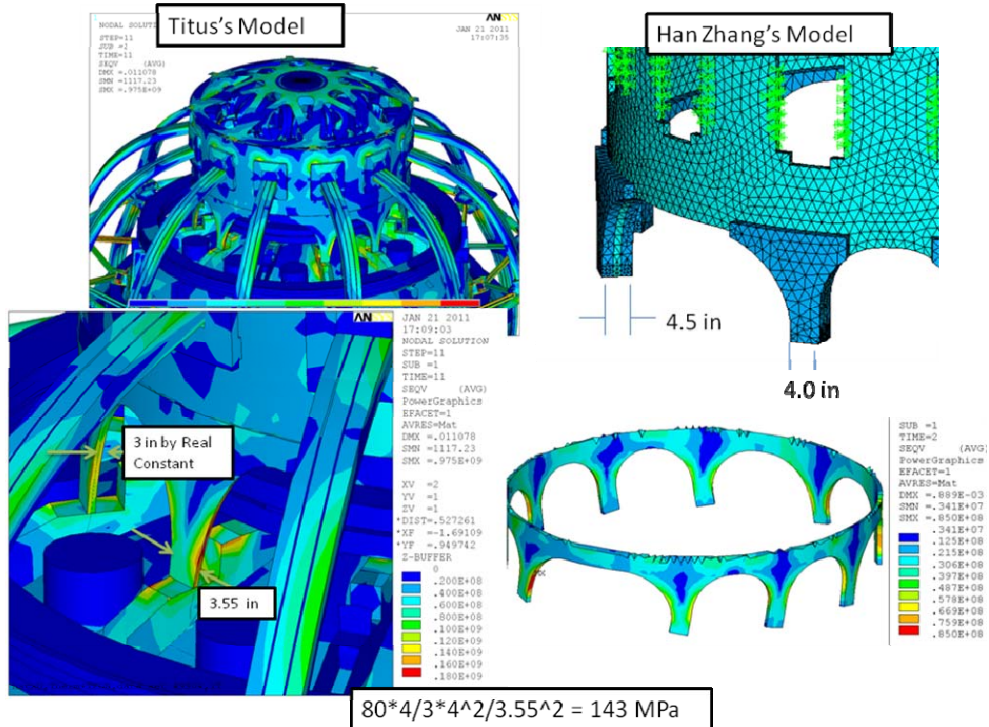 Titus's Model
Han Zhang's Model
NODAL SOLUTION
STEP=11
SUB =1
TIME=11
SEQV (AVG)
DMX =.011078
SMN =1117.23
SMX =.975E+09
AN
JAN 21 2011
17:07:35
4.5 in
4.0 in
3 in by Real
Constant
3.55 in
AN
JAN 21 2011
17:09:03
NODAL SOLUTION
STEP=11
SUB =1
TIME=11
SEQV (AVG)
PowerGraphics
EFACET=1
AVRES=Mat
DMX =.011078
SMN =1117.23
SMX =.975E+09
XV =2
YV =1
ZV =1
*DIST=.527261
*XF =-1.69109
*YF =.949742
Z-BUFFER
0
.200E+08
.400E+08
.600E+08
.800E+08
.100E+09
.120E+09
.140E+09
.160E+09
.180E+09
SUB =1
TIME=2
SEQV (AVG)
PowerGraphics
EFACET=1
AVRES=Mat
DMX =.889E-03
SMN =.341E+07
SMX =.850E+08
.341E+07
.125E+08
.215E+08
.306E+08
.397E+08
.487E+08
.578E+08
.669E+08
.759E+08
.850E+08
80*4/3*4^2/3.55^2 = 143 MPa